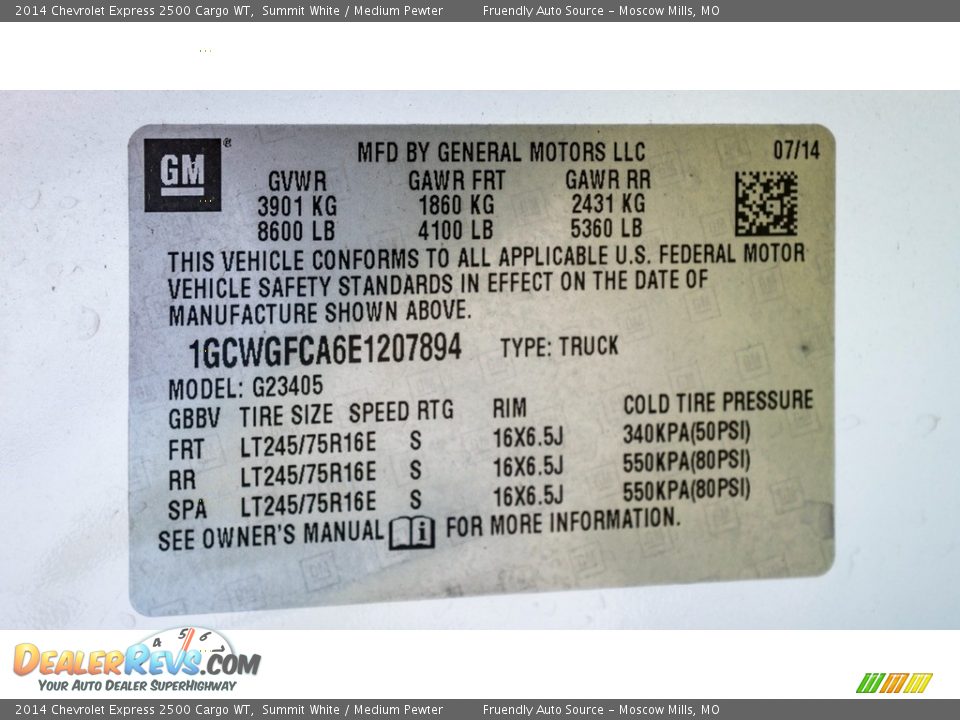 2014 Chevrolet Express 2500 Cargo WT, Summit White / Medium Pewter Fruendly Auto Source - Moscow Mills, MO
GM ® MFD BY GENERAL MOTORS LLC 07/14
GVWR GAWR FRT GAWR RR
3901 KG 1860 KG 2431 KG
8600 LB 4100 LB 5360 LB
THIS VEHICLE CONFORMS TO ALL APPLICABLE U.S. FEDERAL MOTOR
VEHICLE SAFETY STANDARDS IN EFFECT ON THE DATE OF
MANUFACTURE SHOWN ABOVE.
1GCWGFCA6E1207894 TYPE: TRUCK
MODEL: G23405
GBBV TIRE SIZE SPEED RTG RIM COLD TIRE PRESSURE
FRT LT245/75R16E S 16X6.5J 340KPA(50PSI)
RR LT245/75R16E S 16X6.5J 550KPA(80PSI)
SPA LT245/75R16E S 16X6.5J 550KPA(80PSI)
SEE OWNER'S MANUAL i FOR MORE INFORMATION.
4 5 6 7
DEALERREVS.COM
YOUR AUTO DEALER SUPERHIGHWAY
2014 Chevrolet Express 2500 Cargo WT, Summit White / Medium Pewter Fruendly Auto Source - Moscow Mills, MO